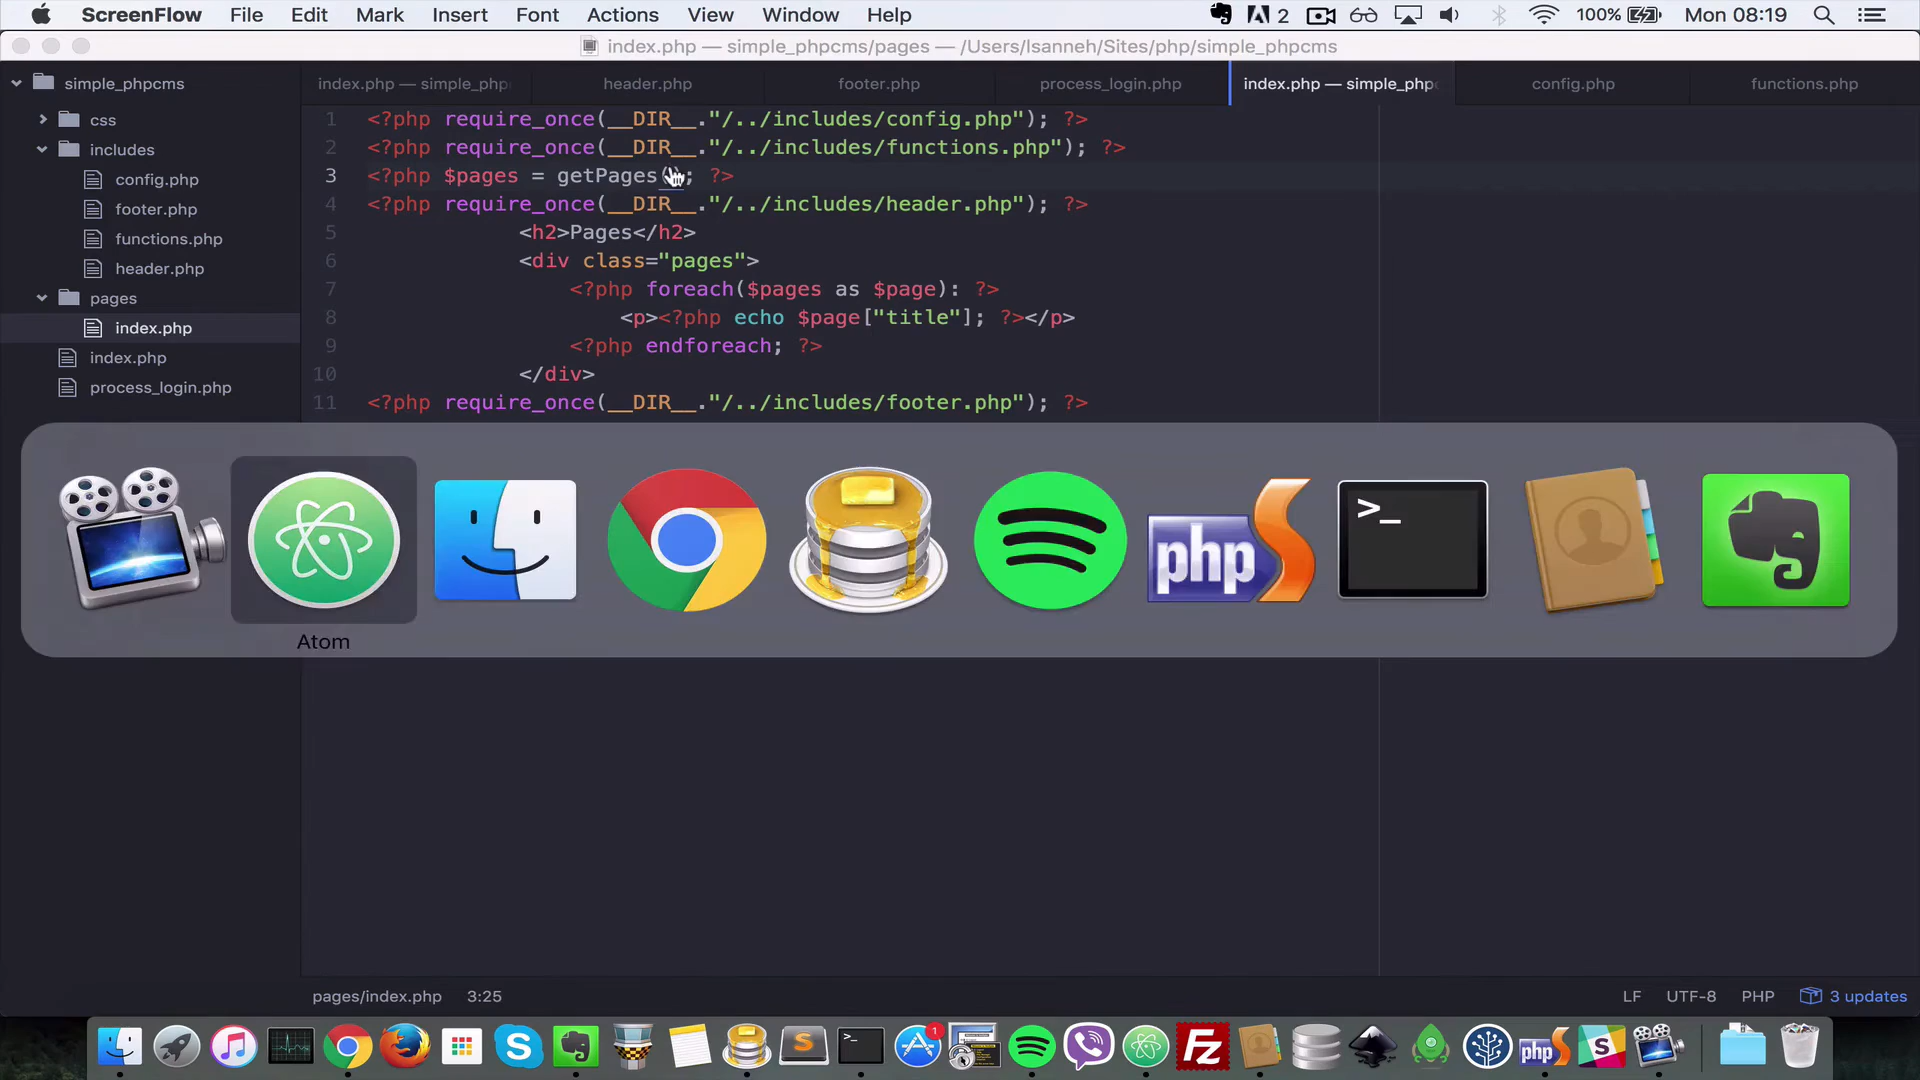 ScreenFlow File Edit Mark Insert Font Actions View Window Help 2 100% Mon 08:19
index.php — simple_phpcms/pages — /Users/lsanneh/Sites/php/simple_phpcms
simple_phpcms
css
includes
config.php
footer.php
functions.php
header.php
pages
index.php
index.php
process_login.php
index.php — simple_php header.php footer.php process_login.php index.php — simple_phpc config.php functions.php
1 <?php require_once(__DIR__."/../includes/config.php"); ?>
2 <?php require_once(__DIR__."/../includes/functions.php"); ?>
3 <?php $pages = getPages(); ?>
4 <?php require_once(__DIR__."/../includes/header.php"); ?>
5 <h2>Pages</h2>
6 <div class="pages">
7 <?php foreach($pages as $page): ?>
8 <p><?php echo $page["title"]; ?></p>
9 <?php endforeach; ?>
10 </div>
11 <?php require_once(__DIR__."/../includes/footer.php"); ?>
php S >_
Atom
pages/index.php 3:25 LF UTF-8 PHP 3 updates
S S >_ 1 FZ php S S